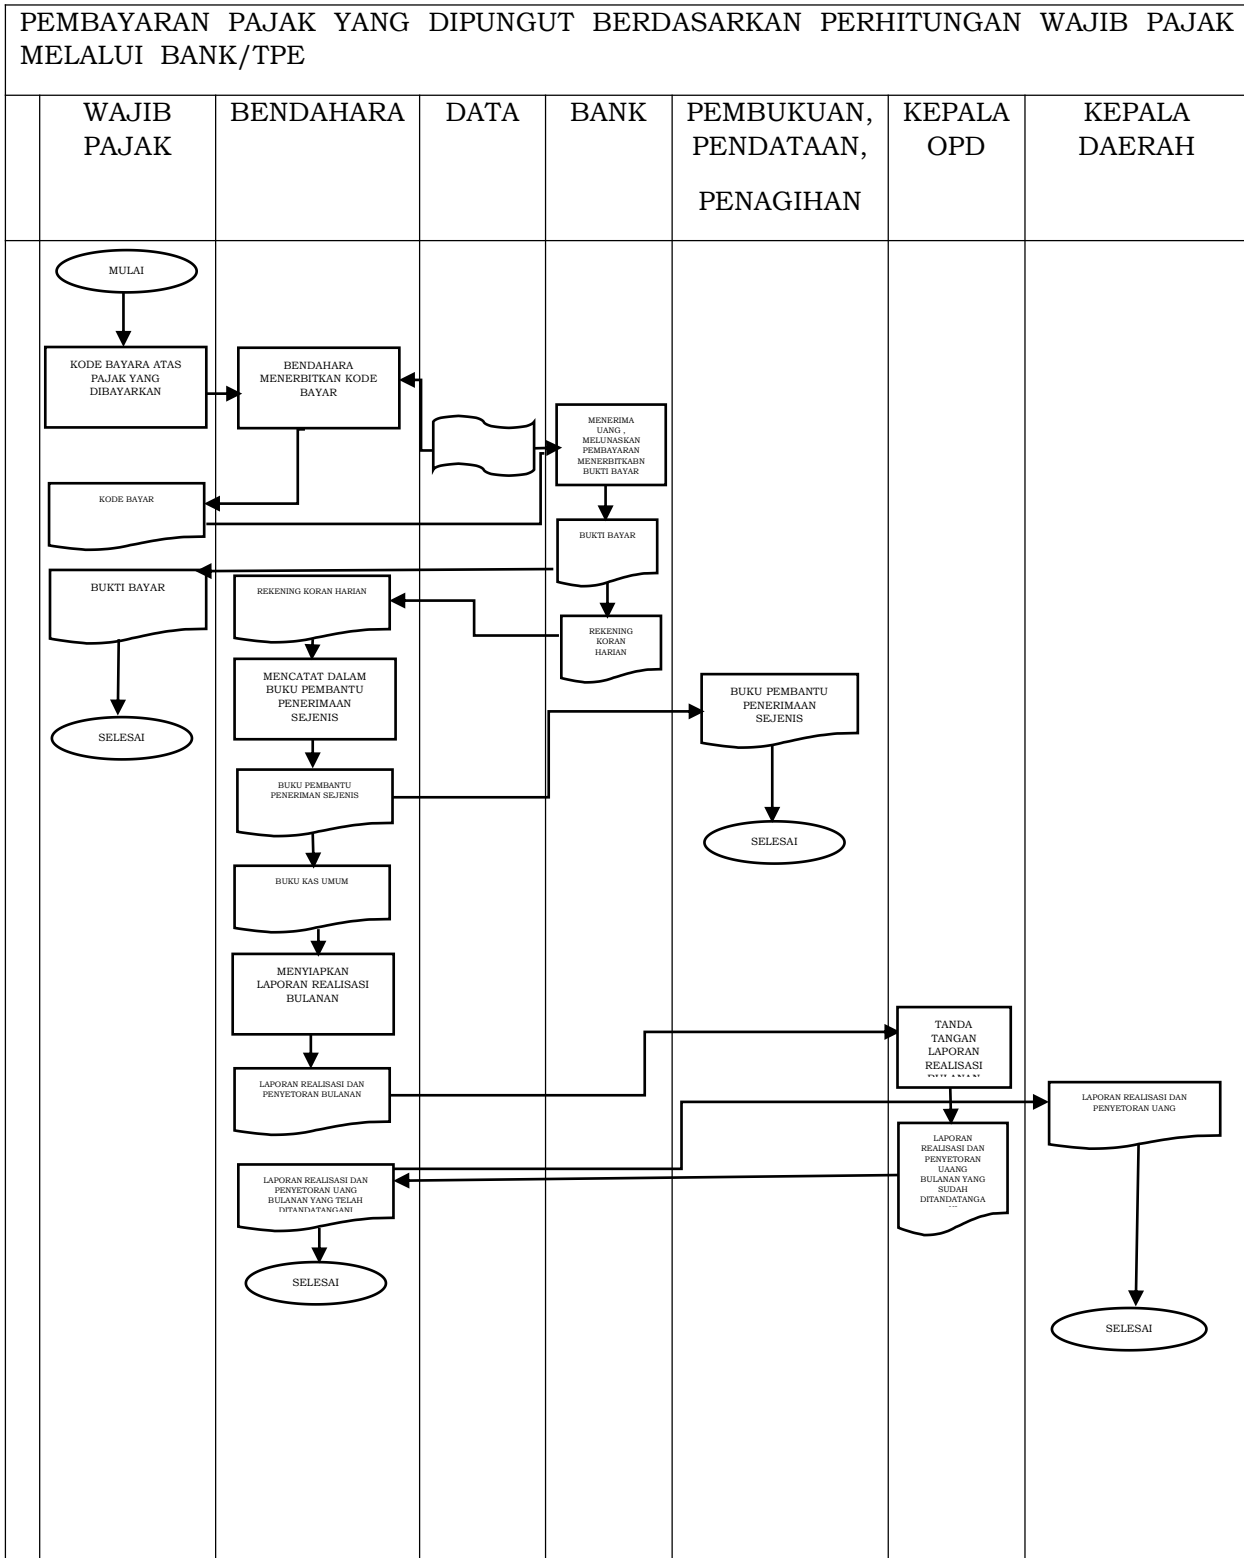 PEMBAYARAN PAJAK YANG DIPUNGUT BERDASARKAN PERHITUNGAN WAJIB PAJAK
MELALUI BANK/TPE
WAJIB
PAJAK
BENDAHARA
DATA
BANK
PEMBUKUAN,
PENDATAAN,
PENAGIHAN
KEPALA
OPD
KEPALA
DAERAH
MULAI
KODE BAYARA ATAS
PAJAK YANG
DIBAYARKAN
BENDAHARA
MENERBITKAN KODE
BAYAR
MENERIMA
UANG ,
MELUNASKAN
PEMBAYARAN
MENERBITKABN
BUKTI BAYAR
KODE BAYAR
BUKTI BAYAR
BUKTI BAYAR
REKENING KORAN HARIAN
REKENING
KORAN
HARIAN
MENCATAT DALAM
BUKU PEMBANTU
PENERIMAAN
SEJENIS
BUKU PEMBANTU
PENERIMAAN
SEJENIS
SELESAI
BUKU PEMBANTU
PENERIMAN SEJENIS
SELESAI
BUKU KAS UMUM
MENYIAPKAN
LAPORAN REALISASI
BULANAN
TANDA
TANGAN
LAPORAN
REALISASI
BULANAN
LAPORAN REALISASI DAN
PENYETORAN BULANAN
LAPORAN REALISASI DAN
PENYETORAN UANG
LAPORAN
REALISASI DAN
PENYETORAN
UAANG
BULANAN YANG
SUDAH
DITANDATANGA
LAPORAN REALISASI DAN
PENYETORAN UANG
BULANAN YANG TELAH
DITANDATANGANI
SELESAI
SELESAI